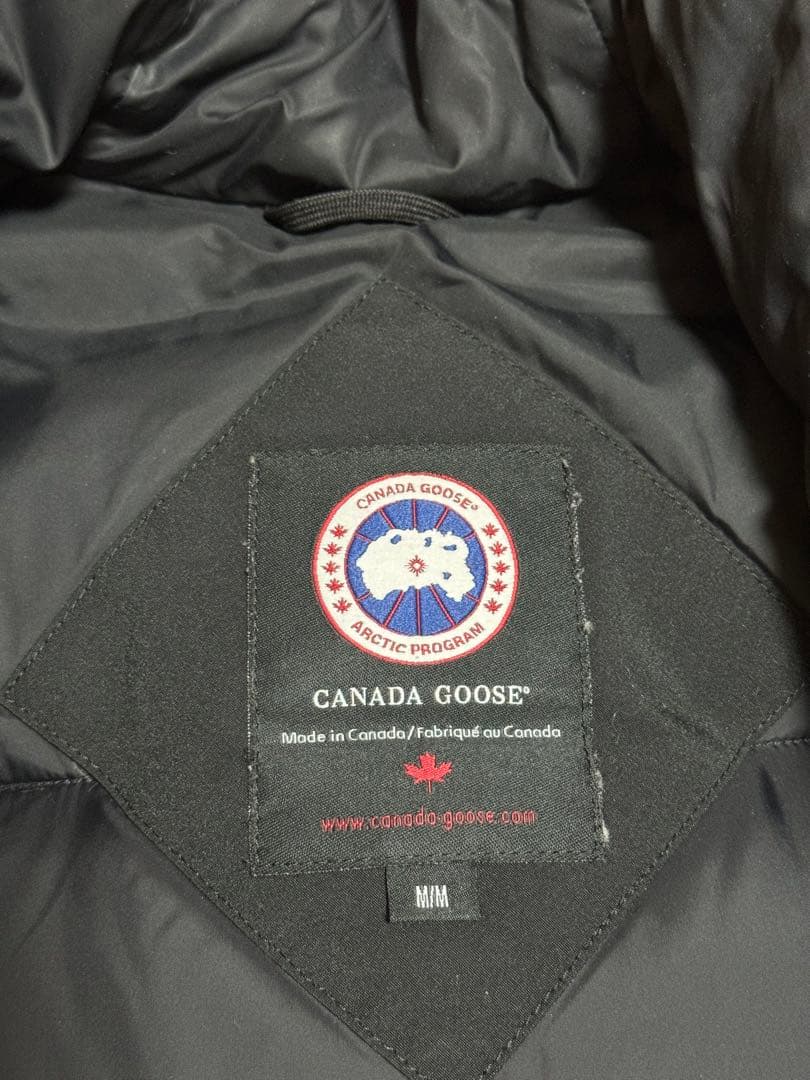 CANADA GOOSE®
ARCTIC PROGRAM
CANADA GOOSE®
Made in Canada/Fabriqué au Canada
www.canada-goose.com
M/M